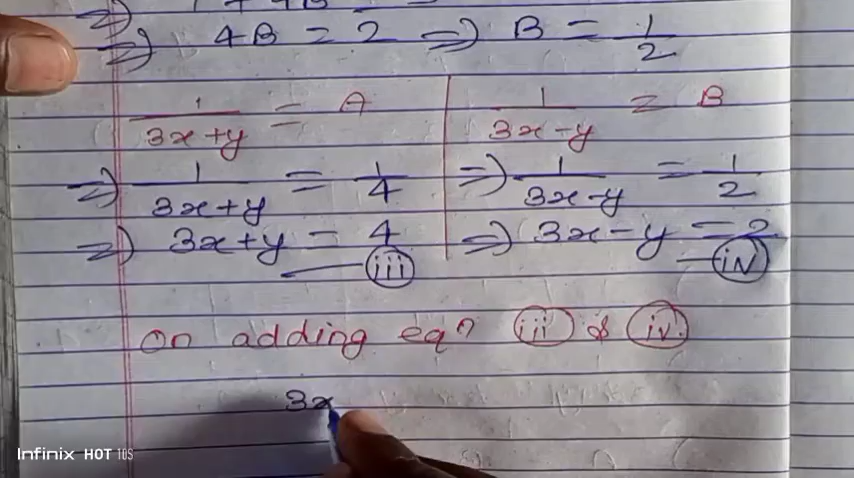 =) 4B = 2 =) B = 1/2
1/(3x+y) = A
=) 1/(3x+y) = 1/4
=) 3x+y = 4 — (iii)
1/(3x-y) = B
=) 1/(3x-y) = 1/2
=) 3x-y = 2 — (iv)
on adding eqn (iii) & (iv).
3x
Infinix HOT 10S